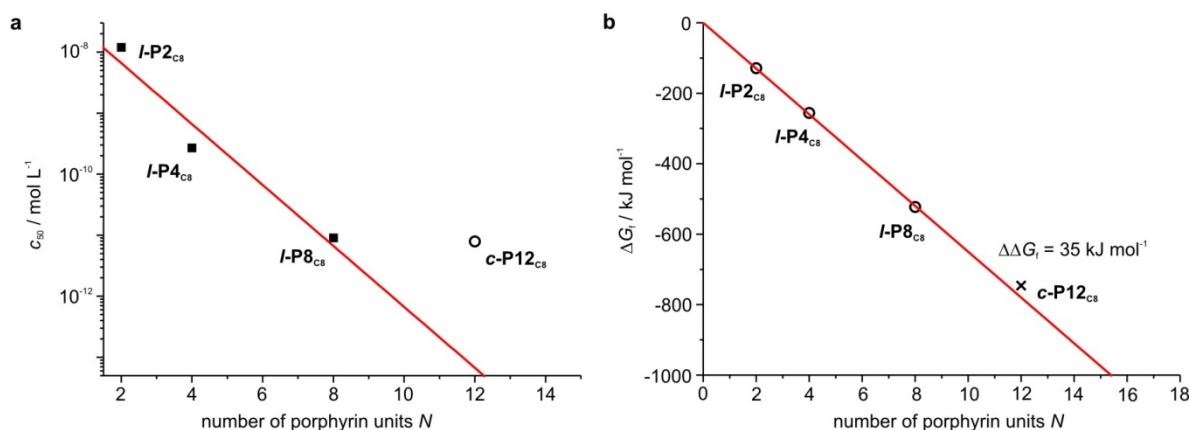 a
10⁻⁸
10⁻¹⁰
10⁻¹²
c₅₀ / mol L⁻¹
l-P2C8
l-P4C8
l-P8C8
c-P12C8
2 4 6 8 10 12 14
number of porphyrin units N
b
0
-200
-400
-600
-800
-1000
ΔGf / kJ mol⁻¹
l-P2C8
l-P4C8
l-P8C8
ΔΔGf = 35 kJ mol⁻¹
c-P12C8
0 2 4 6 8 10 12 14 16 18
number of porphyrin units N